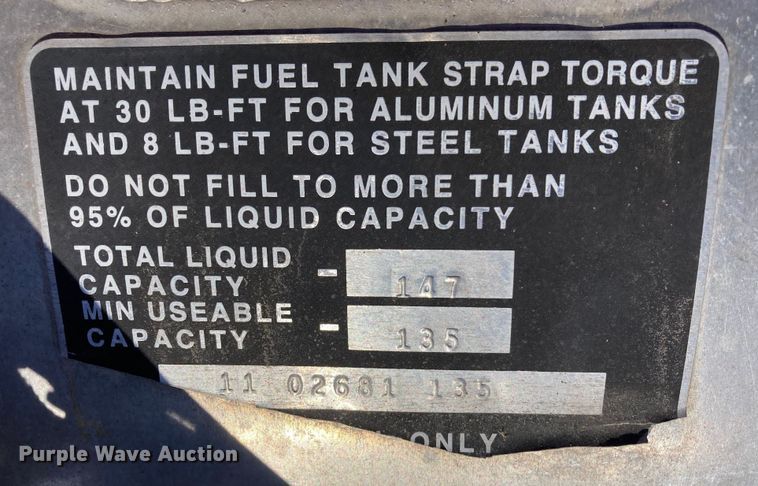 MAINTAIN FUEL TANK STRAP TORQUE
AT 30 LB-FT FOR ALUMINUM TANKS
AND 8 LB-FT FOR STEEL TANKS
DO NOT FILL TO MORE THAN
95% OF LIQUID CAPACITY
TOTAL LIQUID
CAPACITY - 147
MIN USEABLE
CAPACITY - 135
11 02681 135
ONLY
Purple Wave Auction